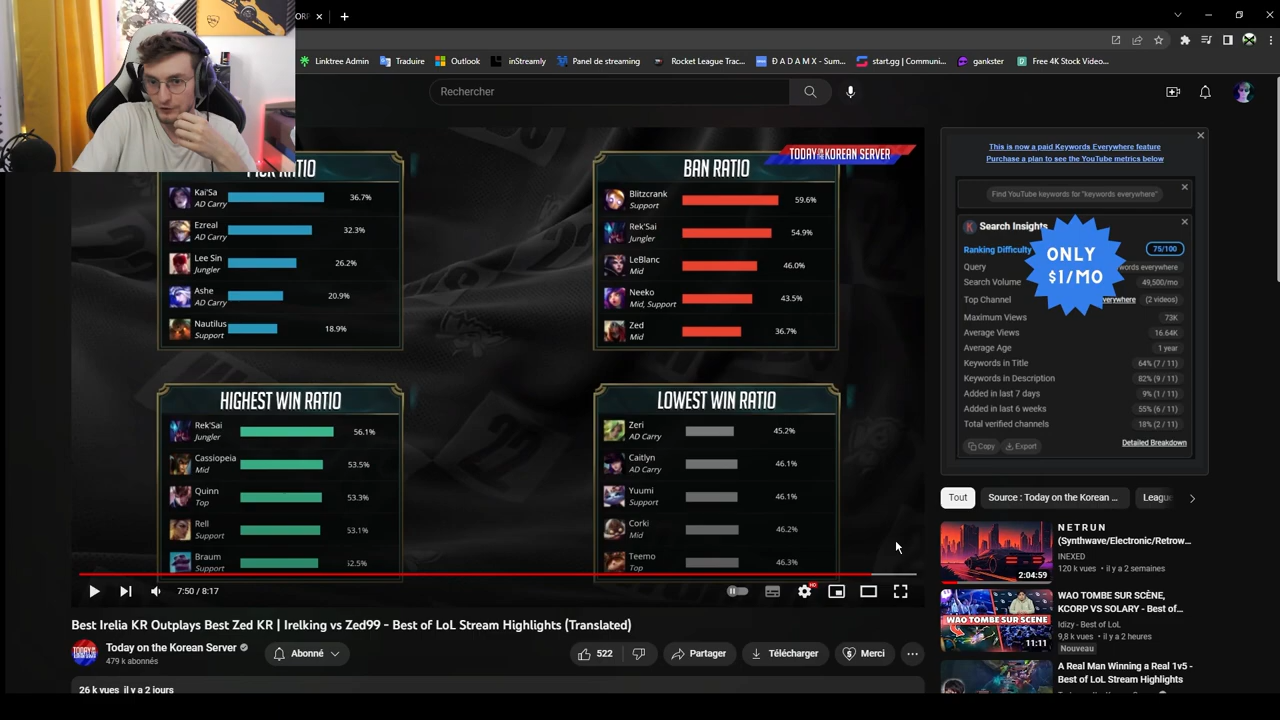 Linktree Admin
Traduire
Outlook
inStreamly
Panel de streaming
Rocket League Trac...
Đ A D A M X - Sum...
start.gg | Communi...
gankster
Free 4K Stock Video...
Rechercher
TODAY ON THE KOREAN SERVER
Kai'Sa
AD Carry
36.7%
Ezreal
AD Carry
32.3%
Lee Sin
Jungler
26.2%
Ashe
AD Carry
20.9%
Nautilus
Support
18.9%
BAN RATIO
Blitzcrank
Support
59.6%
Rek'Sai
Jungler
54.9%
LeBlanc
Mid
46.0%
Neeko
Mid, Support
43.5%
Zed
Mid
36.7%
HIGHEST WIN RATIO
Rek'Sai
Jungler
56.1%
Cassiopeia
Mid
53.5%
Quinn
Top
53.3%
Rell
Support
53.1%
Braum
Support
52.5%
LOWEST WIN RATIO
Zeri
AD Carry
45.2%
Caitlyn
AD Carry
46.1%
Yuumi
Support
46.1%
Corki
Mid
46.2%
Teemo
Top
46.3%
7:50 / 8:17
HD
Best Irelia KR Outplays Best Zed KR | Irelking vs Zed99 - Best of LoL Stream Highlights (Translated)
Today on the Korean Server
479 k abonnés
Abonné
522
Partager
Télécharger
Merci
26 k vues il y a 2 jours
This is now a paid Keywords Everywhere feature
Purchase a plan to see the YouTube metrics below
Find YouTube keywords for "keywords everywhere"
Search Insights
ONLY
$1/MO
Ranking Difficulty
75/100
Query
words everywhere
Search Volume
49,500/mo
Top Channel
everywhere (2 videos)
Maximum Views
73K
Average Views
16.64K
Average Age
1 year
Keywords in Title
64% (7 / 11)
Keywords in Description
82% (9 / 11)
Added in last 7 days
9% (1 / 11)
Added in last 6 weeks
55% (6 / 11)
Total verified channels
18% (2 / 11)
Copy
Export
Detailed Breakdown
Tout
Source : Today on the Korean ...
Leagu
N E T R U N
(Synthwave/Electronic/Retrow...
INEXED
120 k vues • il y a 2 semaines
2:04:59
WAO TOMBE SUR SCÈNE,
KCORP VS SOLARY - Best of...
Idizy - Best of LoL
9,8 k vues • il y a 2 heures
Nouveau
WAO TOMBE SUR SCENE
11:11
A Real Man Winning a Real 1v5 -
Best of LoL Stream Highlights